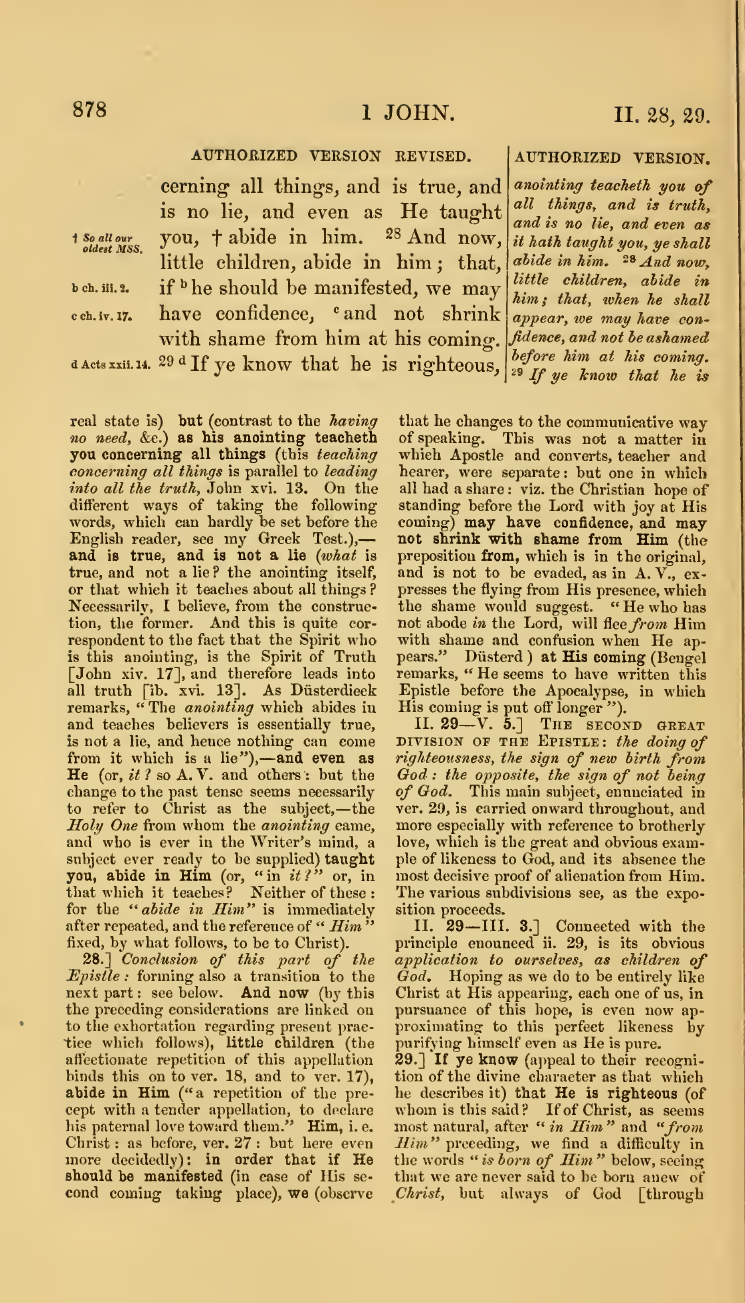 878
1 JOHN.
II. 28, 29.
AUTHORIZED VERSION REVISED.
cerning all things, and is true, and
is no lie, and even as He taught
† So all our
oldest MSS.
you, † abide in him. 28 And now,
little children, abide in him ; that,
b ch. iii. 2.
if b he should be manifested, we may
c ch. iv. 17.
have confidence, c and not shrink
with shame from him at his coming.
d Acts xxii. 14.
29 d If ye know that he is righteous,
AUTHORIZED VERSION.
anointing teacheth you of
all things, and is truth,
and is no lie, and even as
it hath taught you, ye shall
abide in him. 28 And now,
little children, abide in
him ; that, when he shall
appear, we may have con-
fidence, and not be ashamed
before him at his coming.
29 If ye know that he is
real state is) but (contrast to the having
no need, &c.) as his anointing teacheth
you concerning all things (this teaching
concerning all things is parallel to leading
into all the truth, John xvi. 13. On the
different ways of taking the following
words, which can hardly be set before the
English reader, see my Greek Test.),—
and is true, and is not a lie (what is
true, and not a lie? the anointing itself,
or that which it teaches about all things?
Necessarily, I believe, from the construc-
tion, the former. And this is quite cor-
respondent to the fact that the Spirit who
is this anointing, is the Spirit of Truth
[John xiv. 17], and therefore leads into
all truth [ib. xvi. 13]. As Düsterdieck
remarks, “ The anointing which abides in
and teaches believers is essentially true,
is not a lie, and hence nothing can come
from it which is a lie”),—and even as
He (or, it ? so A. V. and others : but the
change to the past tense seems necessarily
to refer to Christ as the subject,—the
Holy One from whom the anointing came,
and who is ever in the Writer’s mind, a
subject ever ready to be supplied) taught
you, abide in Him (or, “ in it ?” or, in
that which it teaches? Neither of these :
for the “ abide in Him” is immediately
after repeated, and the reference of “ Him ”
fixed, by what follows, to be to Christ).
28.] Conclusion of this part of the
Epistle : forming also a transition to the
next part : see below. And now (by this
the preceding considerations are linked on
to the exhortation regarding present prac-
tice which follows), little children (the
affectionate repetition of this appellation
binds this on to ver. 18, and to ver. 17),
abide in Him (“ a repetition of the pre-
cept with a tender appellation, to declare
his paternal love toward them.” Him, i. e.
Christ : as before, ver. 27 : but here even
more decidedly): in order that if He
should be manifested (in case of His se-
cond coming taking place), we (observe
that he changes to the communicative way
of speaking. This was not a matter in
which Apostle and converts, teacher and
hearer, were separate : but one in which
all had a share : viz. the Christian hope of
standing before the Lord with joy at His
coming) may have confidence, and may
not shrink with shame from Him (the
preposition from, which is in the original,
and is not to be evaded, as in A. V., ex-
presses the flying from His presence, which
the shame would suggest. “ He who has
not abode in the Lord, will flee from Him
with shame and confusion when He ap-
pears.” Düsterd ) at His coming (Bengel
remarks, “ He seems to have written this
Epistle before the Apocalypse, in which
His coming is put off longer ”).
II. 29—V. 5.] THE SECOND GREAT
DIVISION OF THE EPISTLE : the doing of
righteousness, the sign of new birth from
God : the opposite, the sign of not being
of God. This main subject, enunciated in
ver. 29, is carried onward throughout, and
more especially with reference to brotherly
love, which is the great and obvious exam-
ple of likeness to God, and its absence the
most decisive proof of alienation from Him.
The various subdivisions see, as the expo-
sition proceeds.
II. 29—III. 3.] Connected with the
principle enounced ii. 29, is its obvious
application to ourselves, as children of
God. Hoping as we do to be entirely like
Christ at His appearing, each one of us, in
pursuance of this hope, is even now ap-
proximating to this perfect likeness by
purifying himself even as He is pure.
29.] If ye know (appeal to their recogni-
tion of the divine character as that which
he describes it) that He is righteous (of
whom is this said ? If of Christ, as seems
most natural, after “ in Him ” and “ from
Him ” preceding, we find a difficulty in
the words “ is born of Him ” below, seeing
that we are never said to be born anew of
Christ, but always of God [through